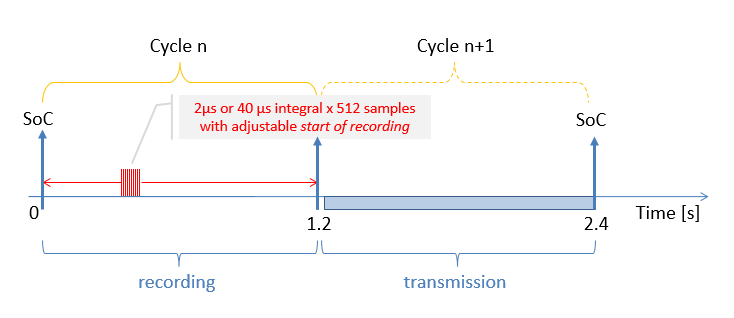 Cycle n
Cycle n+1
2µs or 40 µs integral x 512 samples
with adjustable start of recording
SoC
SoC
0
1.2
2.4
Time [s]
recording
transmission